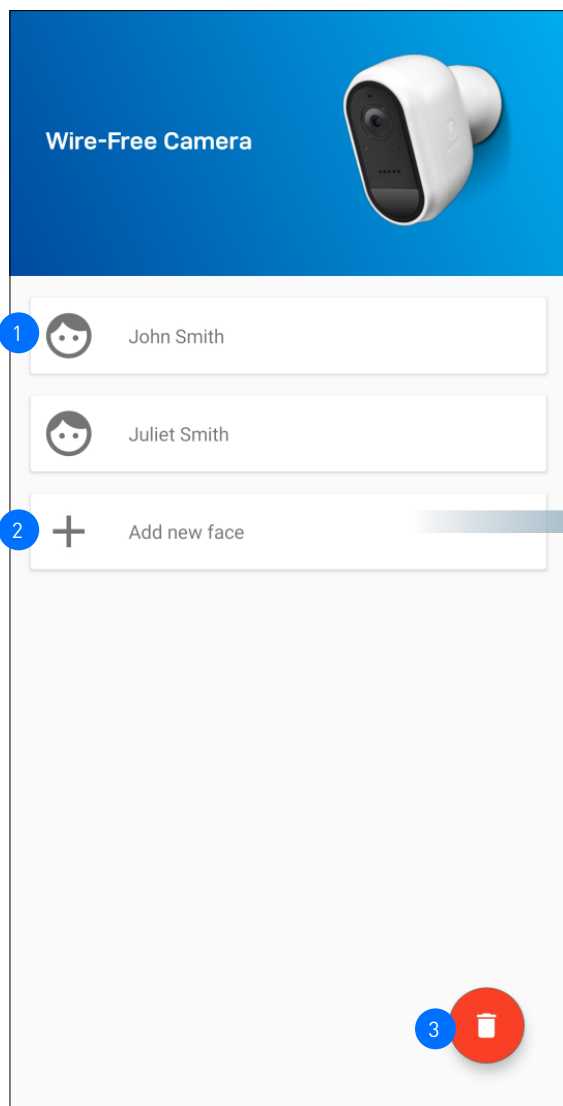 Wire-Free Camera
1
John Smith
Juliet Smith
2
Add new face
3